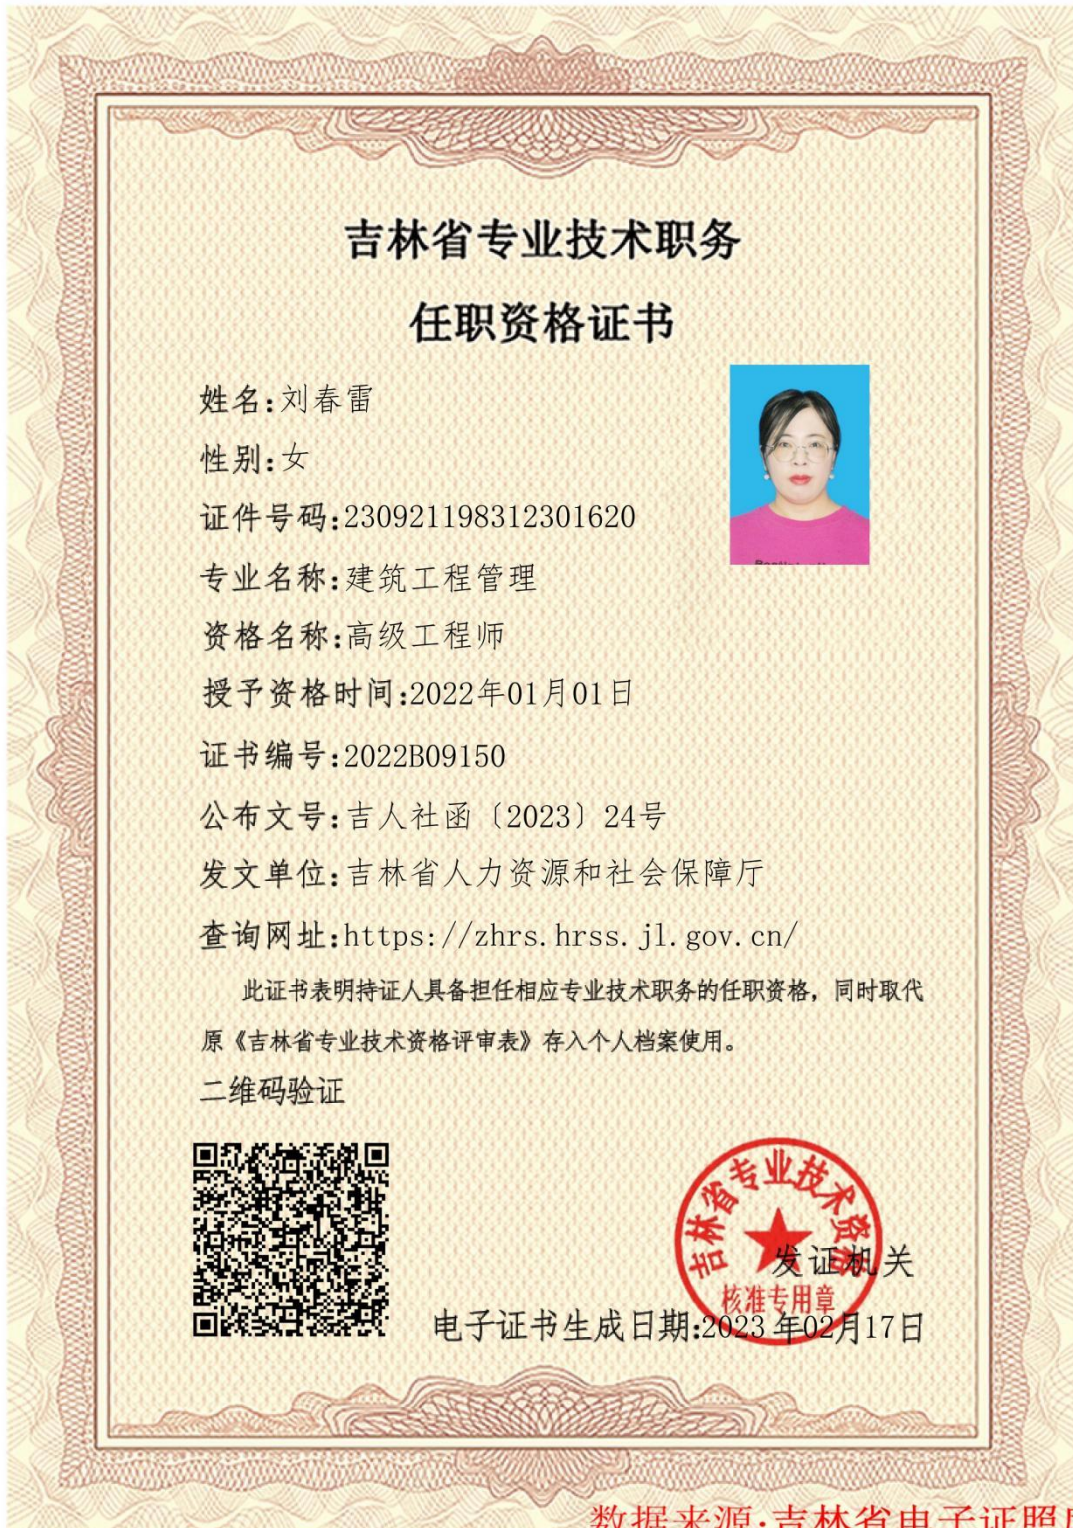 吉林省专业技术职务
任职资格证书
姓名:刘春雷
性别:女
证件号码:230921198312301620
专业名称:建筑工程管理
资格名称:高级工程师
授予资格时间:2022年01月01日
证书编号:2022B09150
公布文号:吉人社函〔2023〕24号
发文单位:吉林省人力资源和社会保障厅
查询网址:https://zhrs.hrss.jl.gov.cn/
此证书表明持证人具备担任相应专业技术职务的任职资格，同时取代
原《吉林省专业技术资格评审表》存入个人档案使用。
二维码验证
吉林省专业技术资格
核准专用章
发证机关
电子证书生成日期:2023年02月17日
数据来源:吉林省电子证照